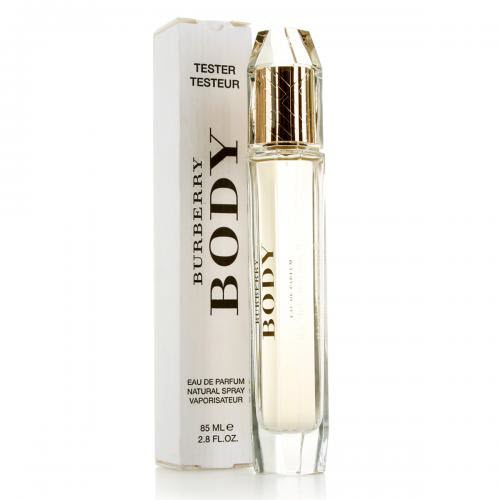 TESTER
TESTEUR
BURBERRY
BODY
EAU DE PARFUM
NATURAL SPRAY
VAPORISATEUR
85 ML e
2.8 FL.OZ.
BURBERRY
BODY
EAU DE PARFUM